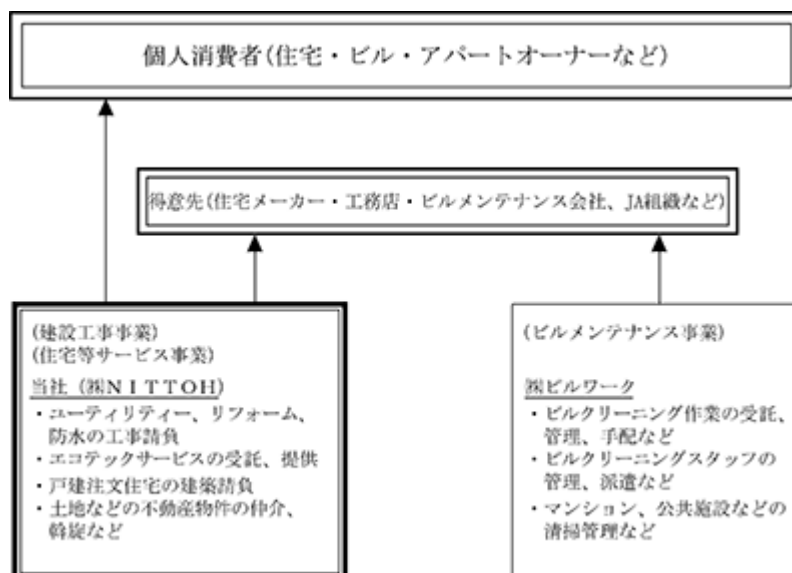 個人消費者(住宅・ビル・アパートオーナーなど)
得意先(住宅メーカー・工務店・ビルメンテナンス会社、JA組織など)
(建設工事事業)
(住宅等サービス事業)
当社（㈱ＮＩＴＴＯＨ）
・ユーティリティー、リフォーム、
防水の工事請負
・エコテックサービスの受託、提供
・戸建注文住宅の建築請負
・土地などの不動産物件の仲介、
斡旋など
(ビルメンテナンス事業)
㈱ビルワーク
・ビルクリーニング作業の受託、
管理、手配など
・ビルクリーニングスタッフの
管理、派遣など
・マンション、公共施設などの
清掃管理など